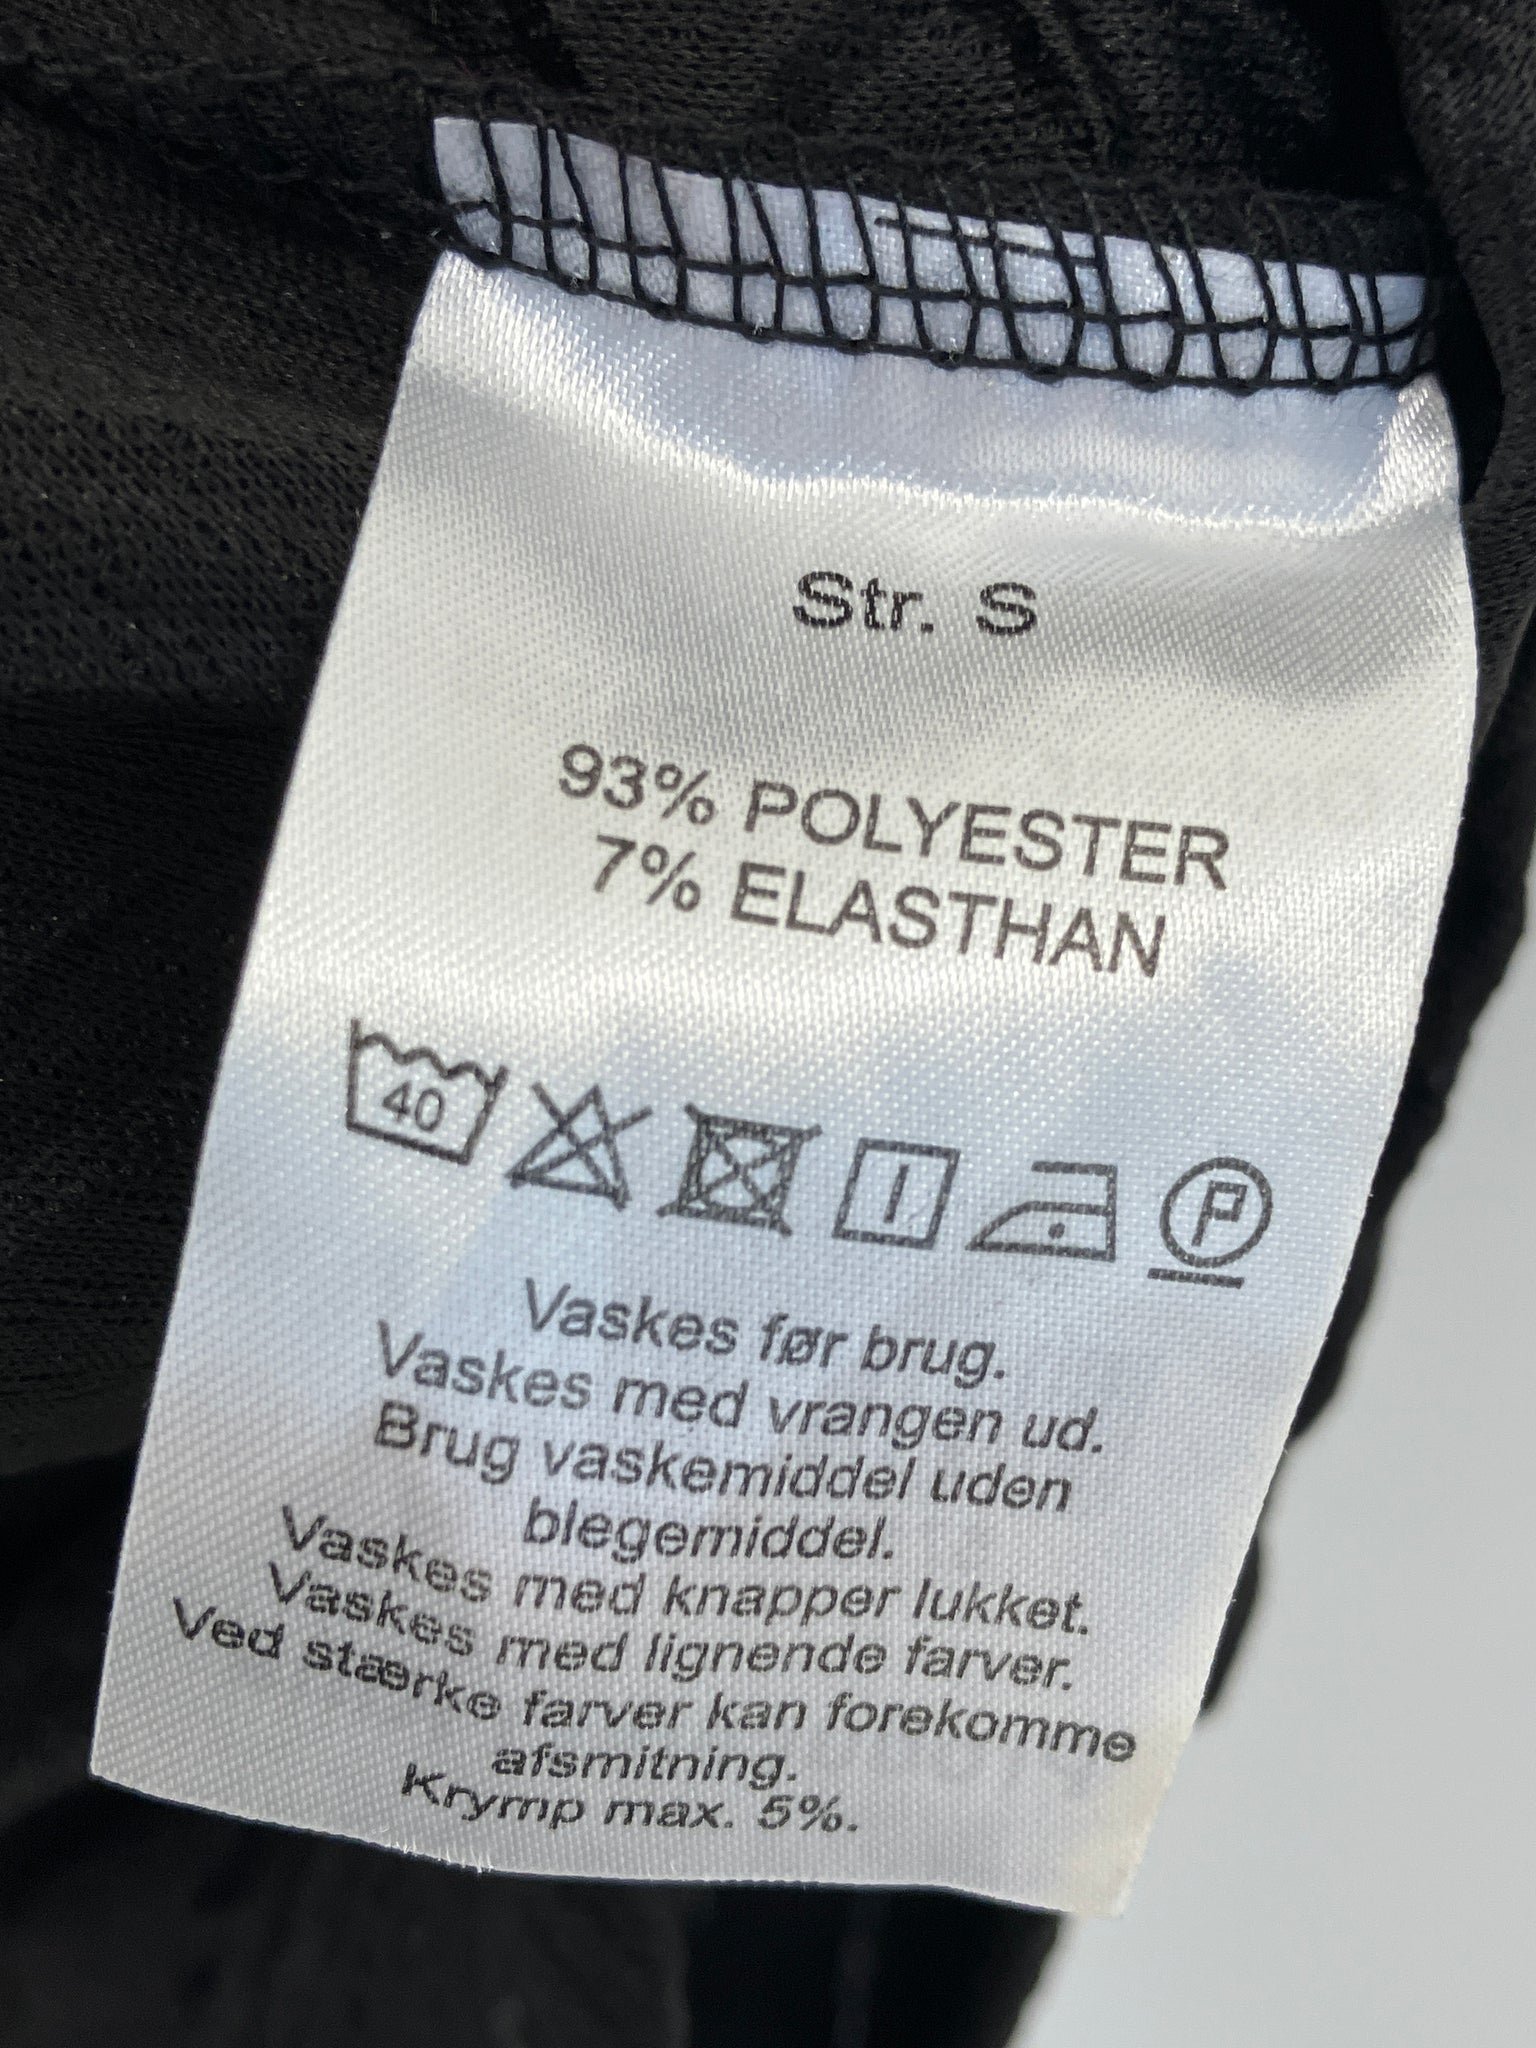 Str. S
93% POLYESTER
7% ELASTHAN
40
P
Vaskes før brug.
Vaskes med vrangen ud.
Brug vaskemiddel uden
blegemiddel.
Vaskes med knapper lukket.
Vaskes med lignende farver.
Ved stærke farver kan forekomme
afsmitning.
Krymp max. 5%.